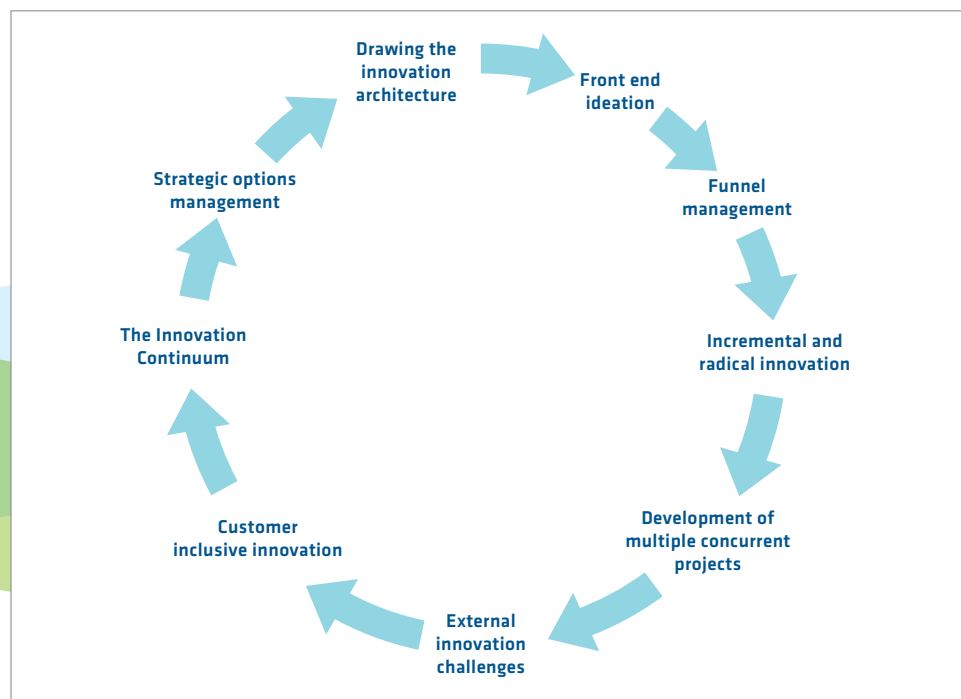 Drawing the
innovation
architecture
Front end
ideation
Funnel
management
Incremental and
radical innovation
Development of
multiple concurrent
projects
External
innovation
challenges
Customer
inclusive innovation
The Innovation
Continuum
Strategic options
management